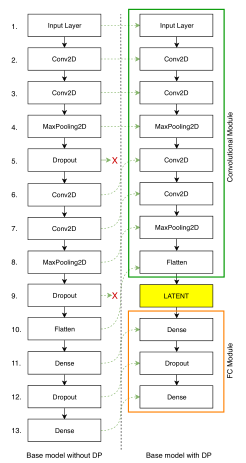 1. Input Layer Input Layer
2. Conv2D Conv2D
3. Conv2D Conv2D
4. MaxPooling2D MaxPooling2D
5. Dropout X Conv2D
6. Conv2D Conv2D
7. Conv2D MaxPooling2D
8. MaxPooling2D Flatten
9. Dropout X LATENT
10. Flatten Dense
11. Dense Dropout
12. Dropout Dense
13. Dense
Convolutional Module
FC Module
Base model without DP Base model with DP